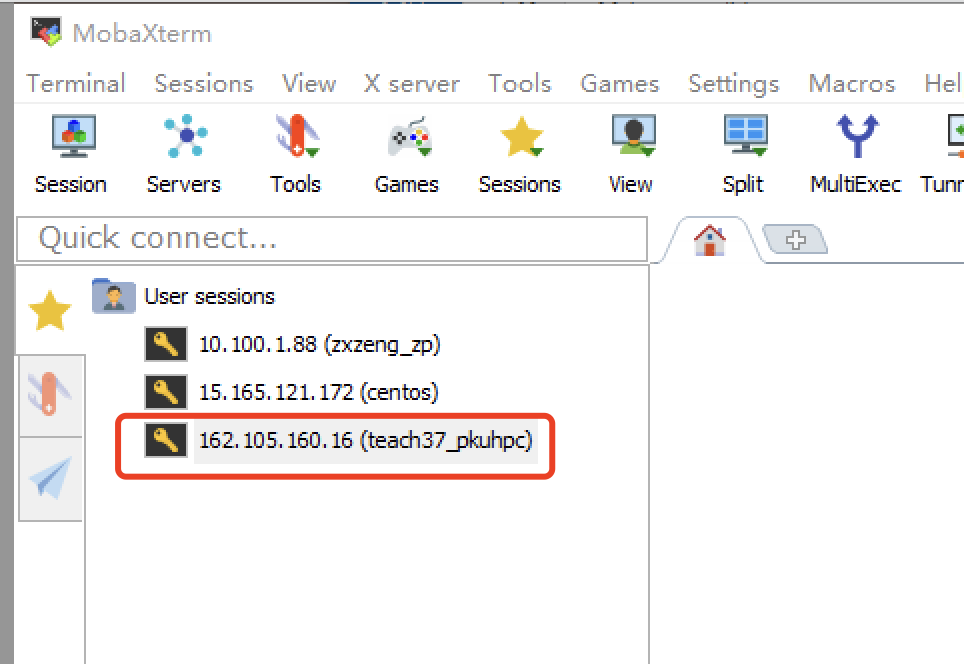 MobaXterm
Terminal Sessions View X server Tools Games Settings Macros Hel
Session Servers Tools Games Sessions View Split MultiExec Tunn
Quick connect...
User sessions
10.100.1.88 (zxzeng_zp)
15.165.121.172 (centos)
162.105.160.16 (teach37_pkuhpc)